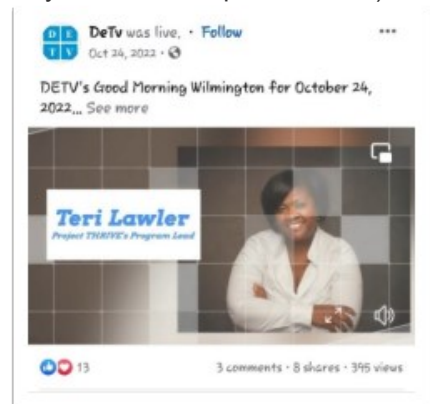 DE
TV
DeTv was live. · Follow
Oct 24, 2022 ·
DETV's Good Morning Wilmington for October 24,
2022... See more
Teri Lawler
Project THRIVE's Program Lead
13
3 comments · 8 shares · 395 views